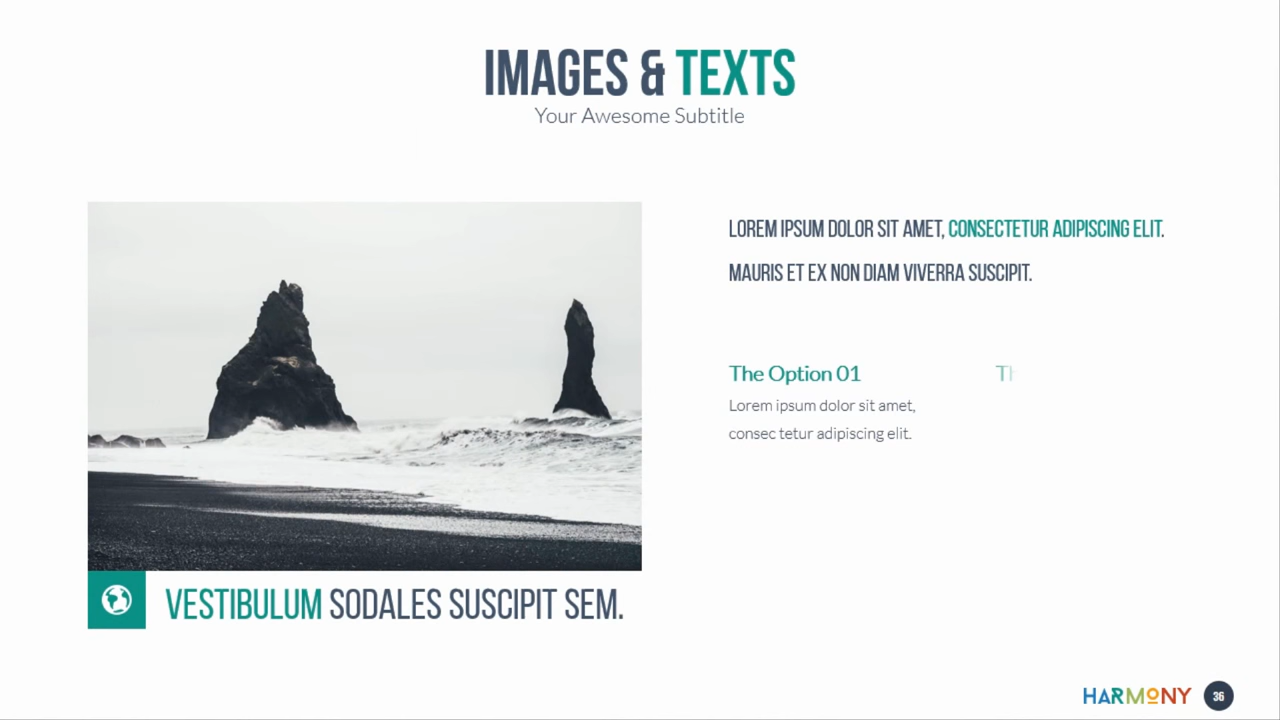 IMAGES & TEXTS
Your Awesome Subtitle
LOREM IPSUM DOLOR SIT AMET, CONSECTETUR ADIPISCING ELIT.
MAURIS ET EX NON DIAM VIVERRA SUSCIPIT.
The Option 01
Lorem ipsum dolor sit amet,
consec tetur adipiscing elit.
VESTIBULUM SODALES SUSCIPIT SEM.
HARMONY
36